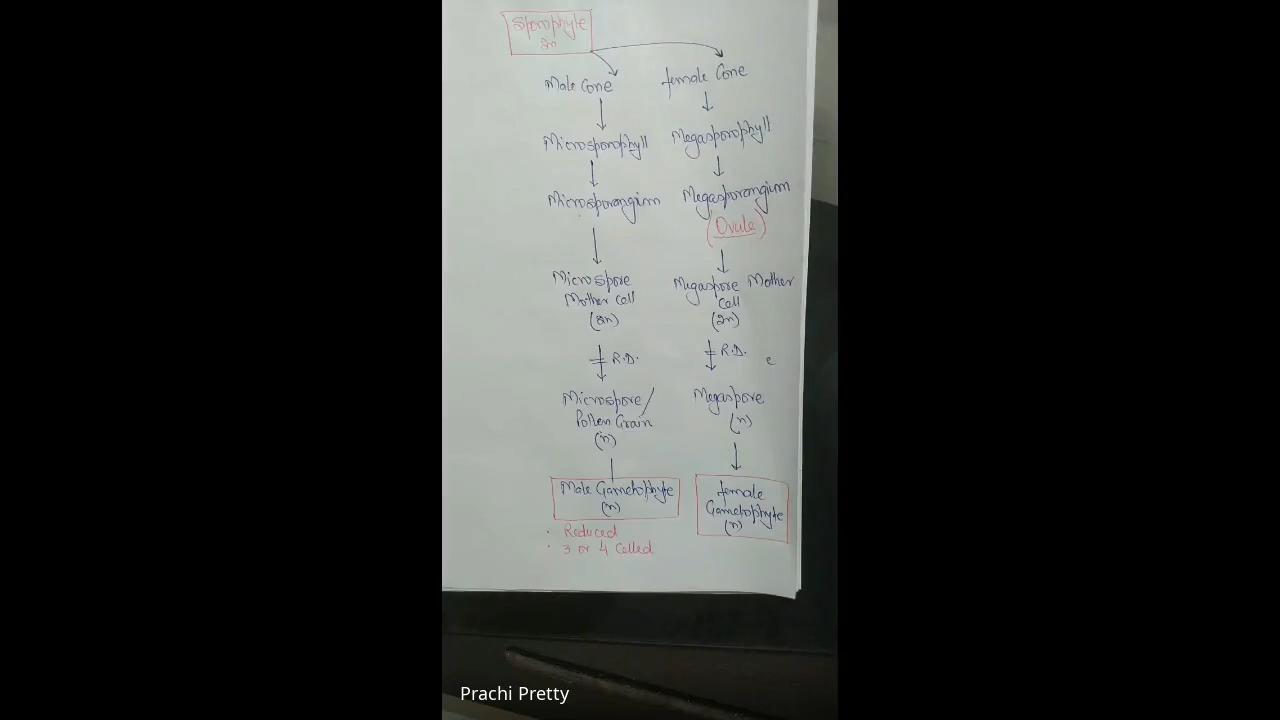 Sporophyte
2n
Male Cone
female Cone
Microsporophyll
Megasporophyll
Microsporangium
Megasporangium
(Ovule)
Microspore
Mother Cell
(2n)
Megaspore Mother
Cell
(2n)
R.D.
R.D.
e
Microspore/
Pollen Grain
(n)
Megaspore
(n)
Male Gametophyte
(n)
female
Gametophyte
(n)
· Reduced
· 3 or 4 Celled
Prachi Pretty